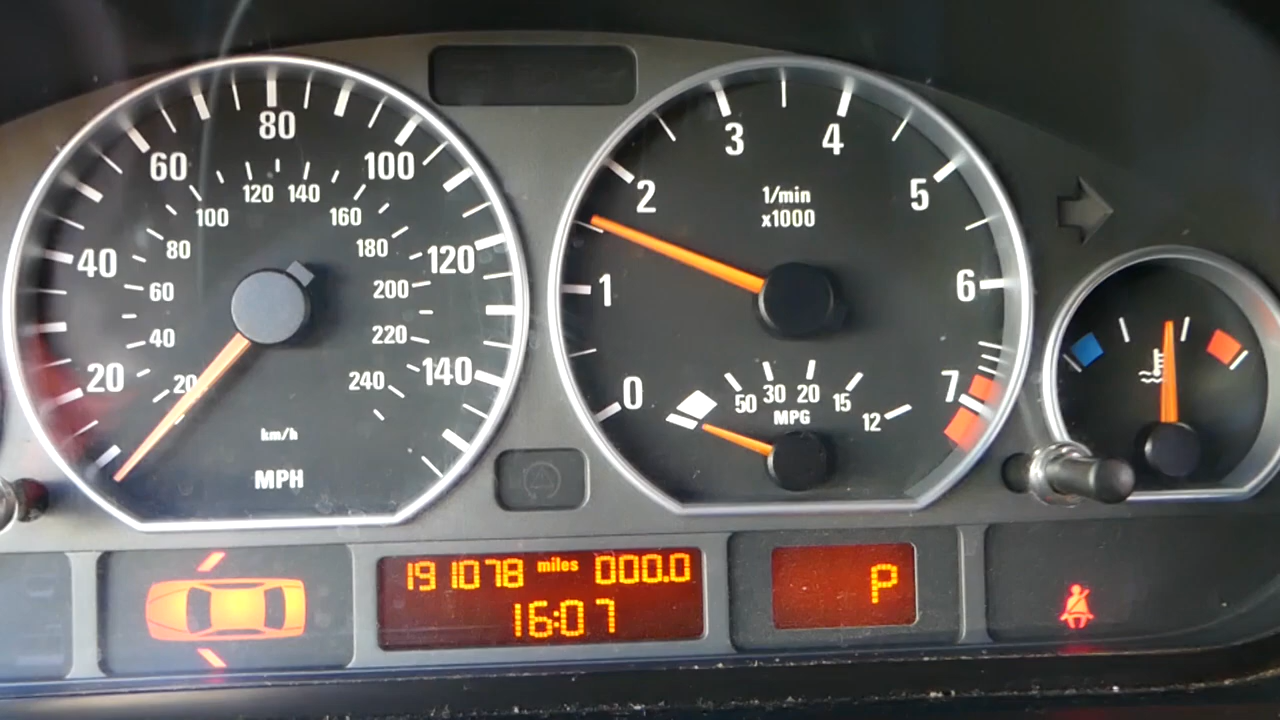 20 40 60 80 100 120 140
20 40 60 80 100 120 140 160 180 200 220 240
km/h
MPH
0 1 2 3 4 5 6 7
1/min
x1000
50 30 20 15 12
MPG
191078 miles 000.0
16:07
P